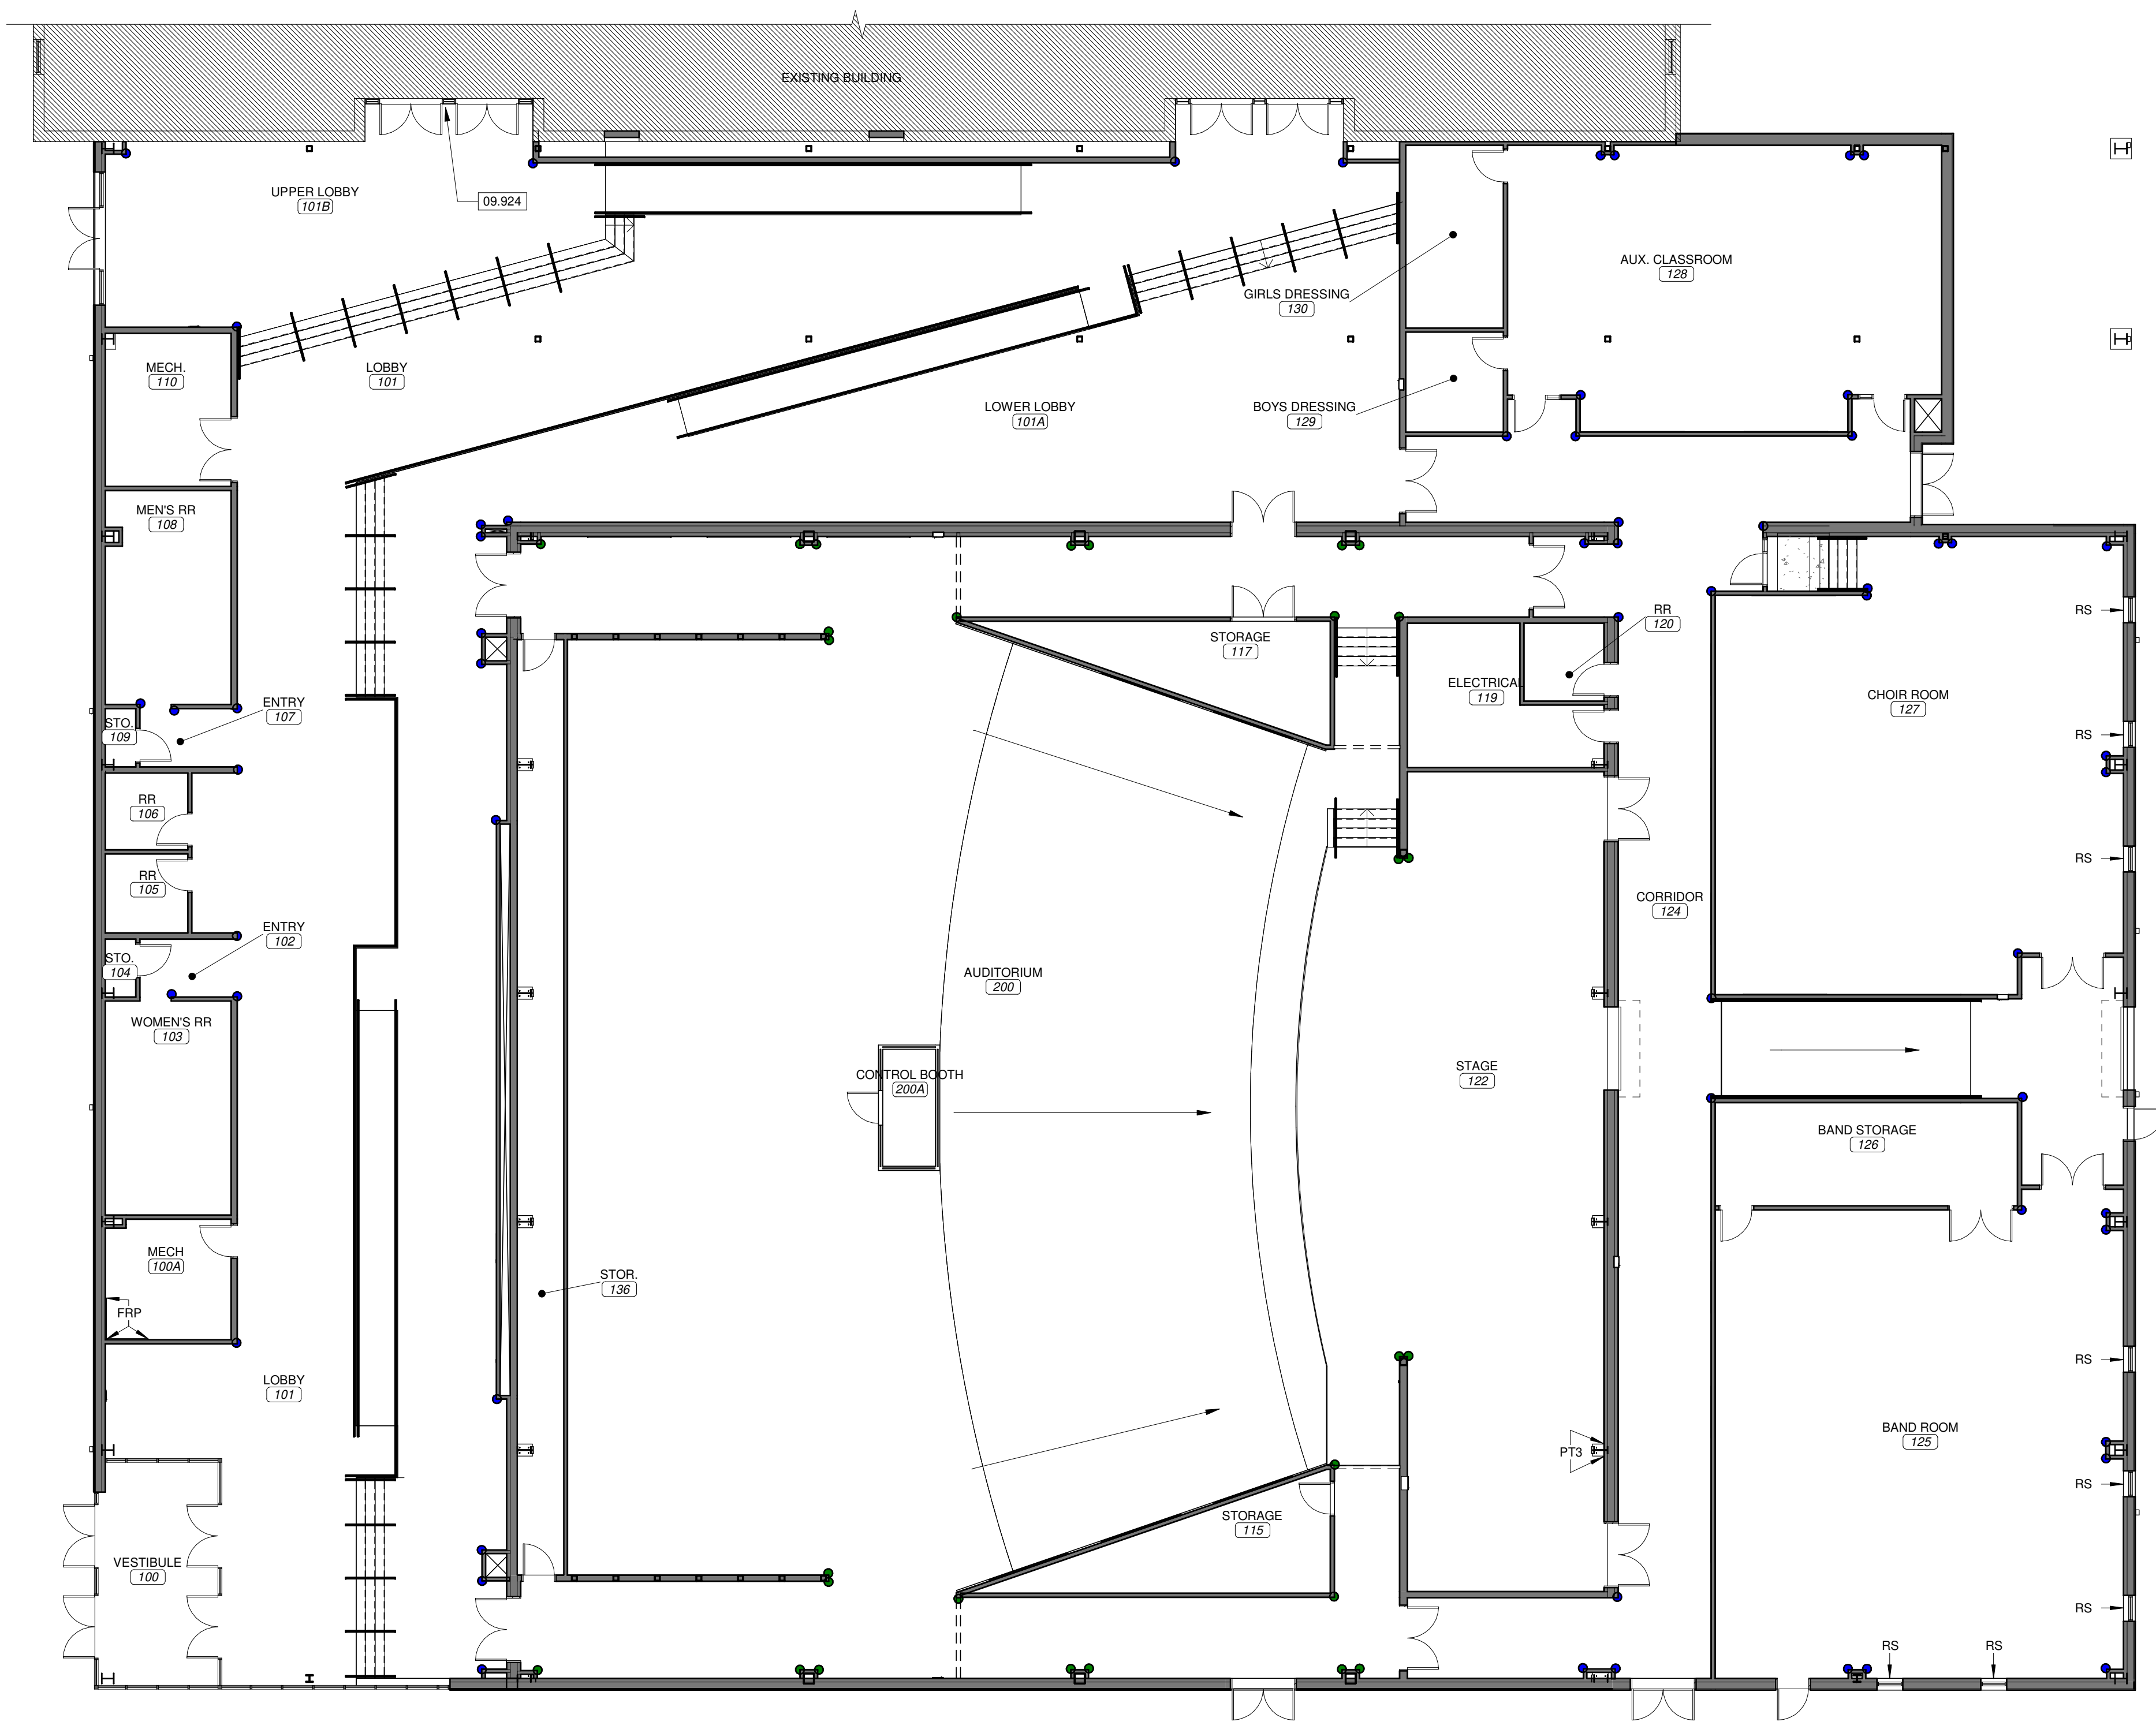 EXISTING BUILDING
UPPER LOBBY
101B
09.924
AUX. CLASSROOM
128
GIRLS DRESSING
130
MECH.
110
LOBBY
101
LOWER LOBBY
101A
BOYS DRESSING
129
MEN'S RR
108
RS
RR
120
STORAGE
117
ELECTRICAL
119
CHOIR ROOM
127
ENTRY
107
STO.
109
RS
RR
106
RS
RR
105
CORRIDOR
124
ENTRY
102
STO.
104
AUDITORIUM
200
WOMEN'S RR
103
CONTROL BOOTH
200A
STAGE
122
BAND STORAGE
126
MECH
100A
STOR.
136
FRP
RS
LOBBY
101
BAND ROOM
125
PT3
RS
STORAGE
115
VESTIBULE
100
RS
RS
RS